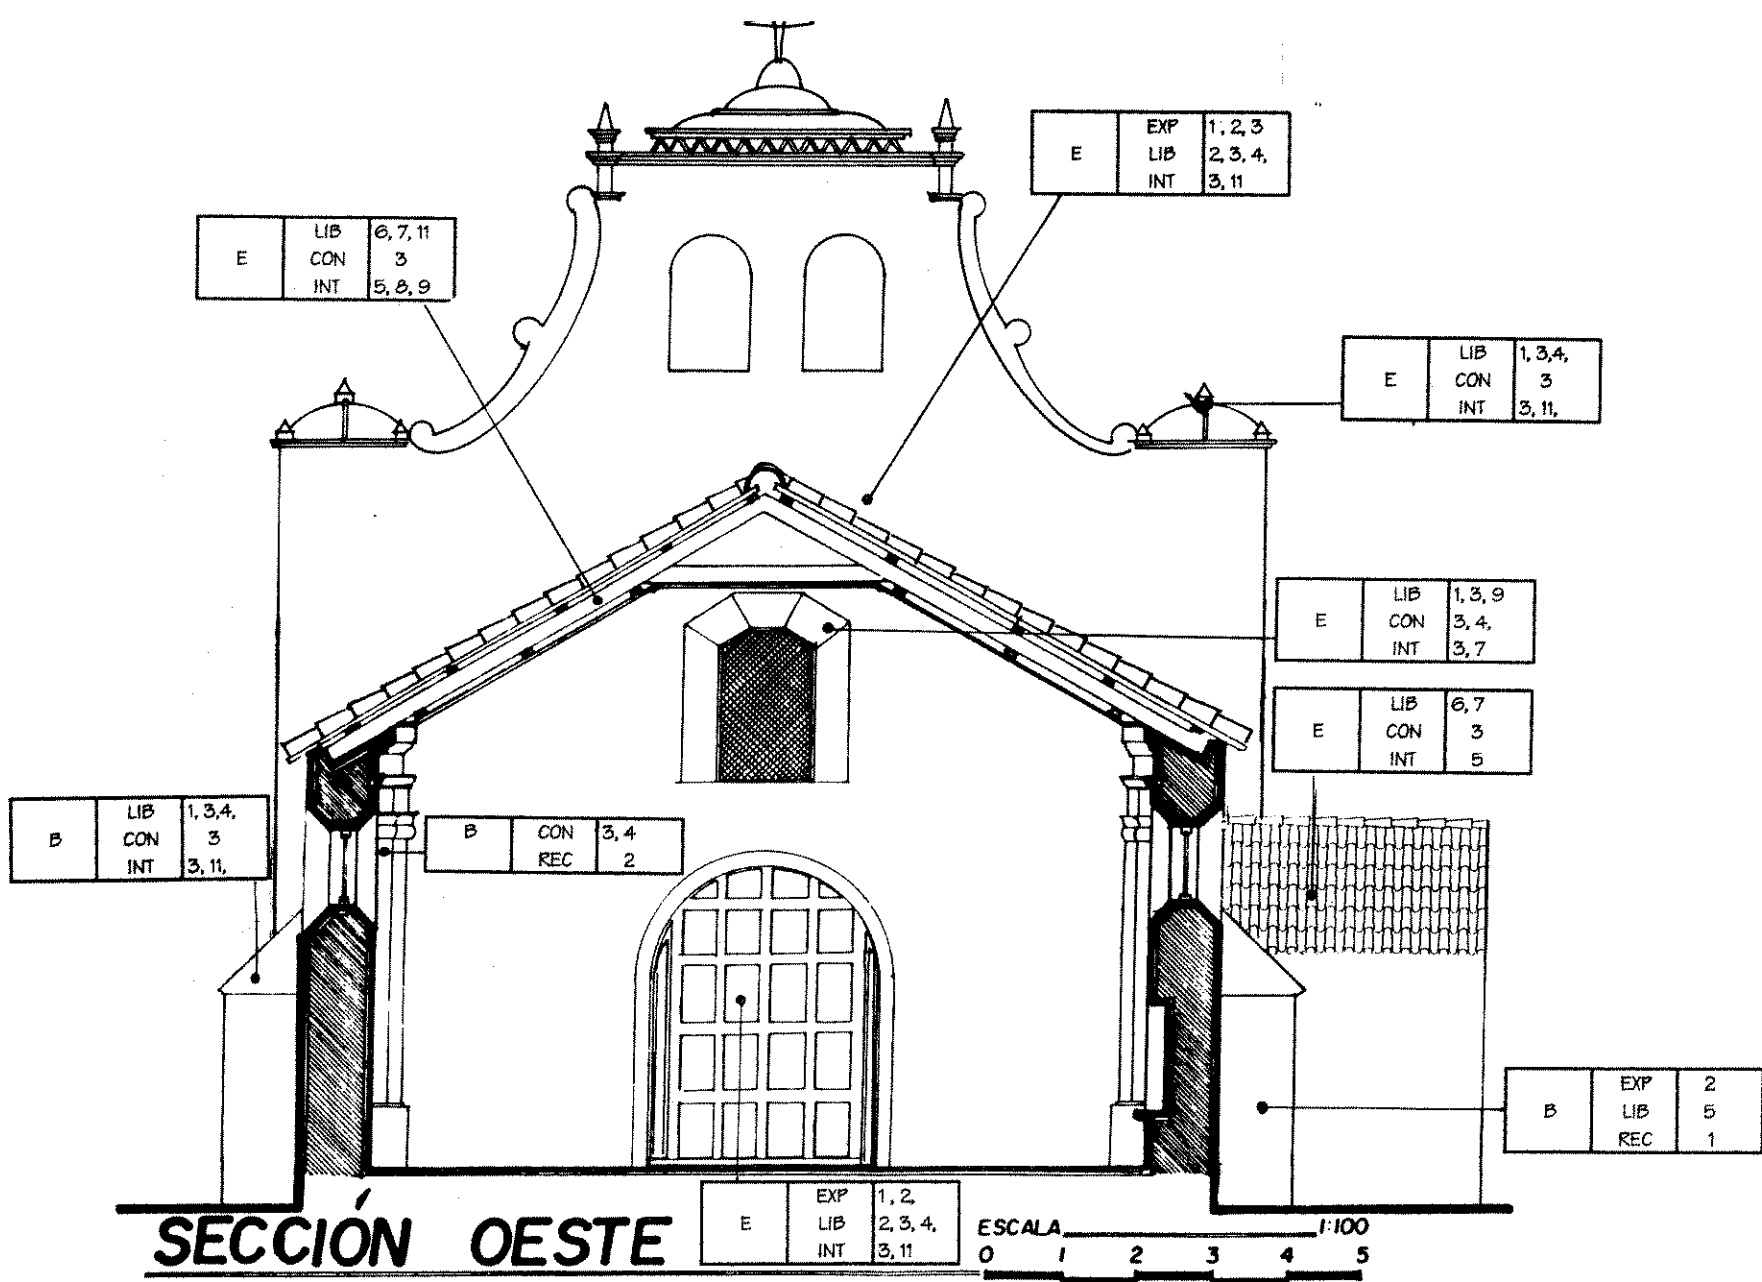 E EXP 1, 2, 3
LIB 2, 3, 4,
INT 3, 11
E LIB 6, 7, 11
CON 3
INT 5, 8, 9
E LIB 1, 3,4,
CON 3
INT 3, 11,
E LIB 1, 3, 9
CON 3, 4,
INT 3, 7
E LIB 6, 7
CON 3
INT 5
B LIB 1, 3,4,
CON 3
INT 3, 11,
B CON 3, 4
REC 2
B EXP 2
LIB 5
REC 1
E EXP 1, 2,
LIB 2, 3, 4,
INT 3, 11
SECCIÓN OESTE
ESCALA 1:100
0 1 2 3 4 5